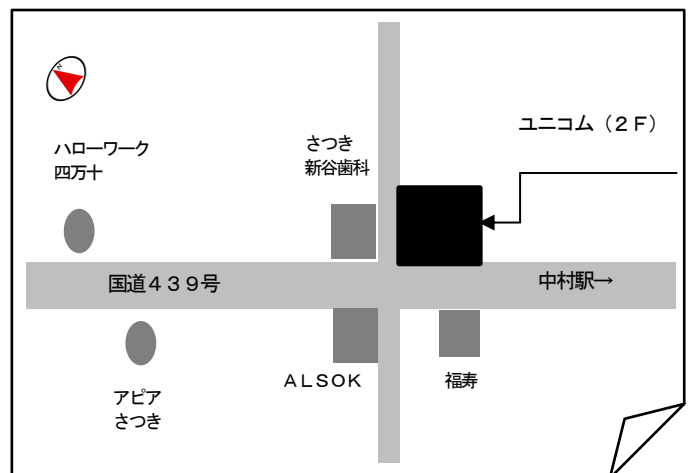 N
ユニコム（２Ｆ）
ハローワーク
四万十
さつき
新谷歯科
国道４３９号
中村駅→
アピア
さつき
ＡＬＳＯＫ
福寿